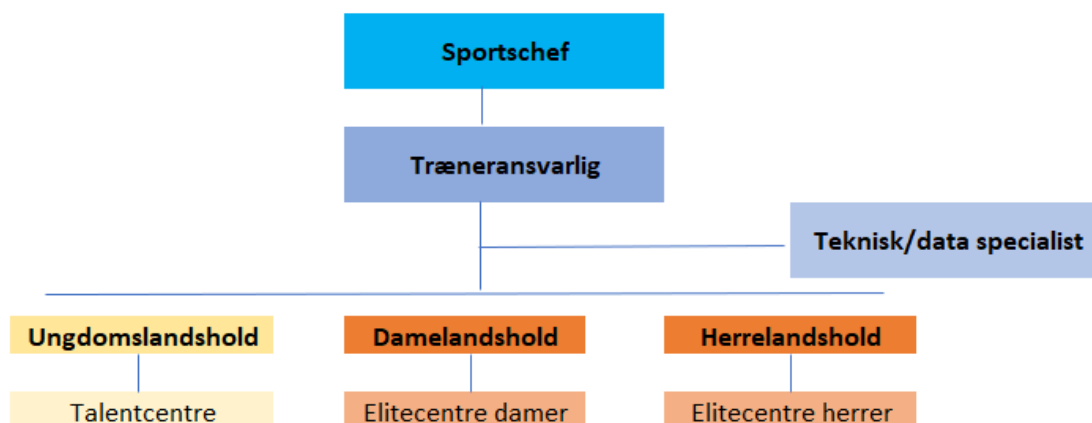 Sportschef
Træneransvarlig
Teknisk/data specialist
Ungdomslandshold
Damelandshold
Herrelandshold
Talentcentre
Elitecentre damer
Elitecentre herrer